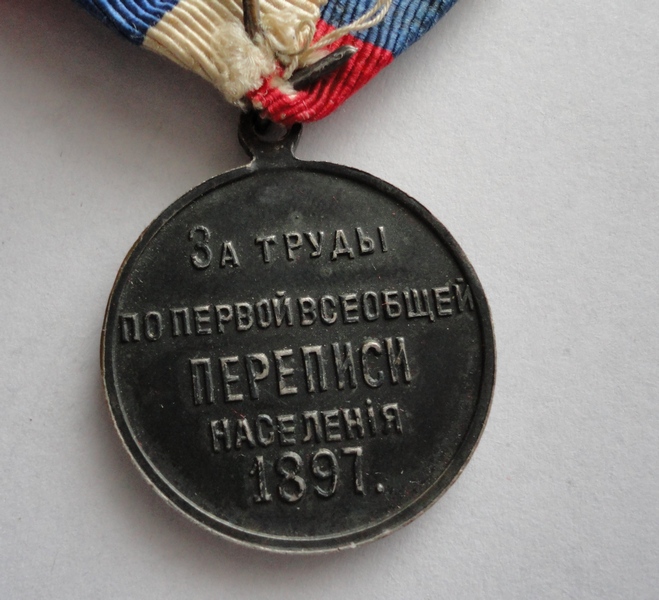 За труды
по первой всеобщей
переписи
населенія
1897.